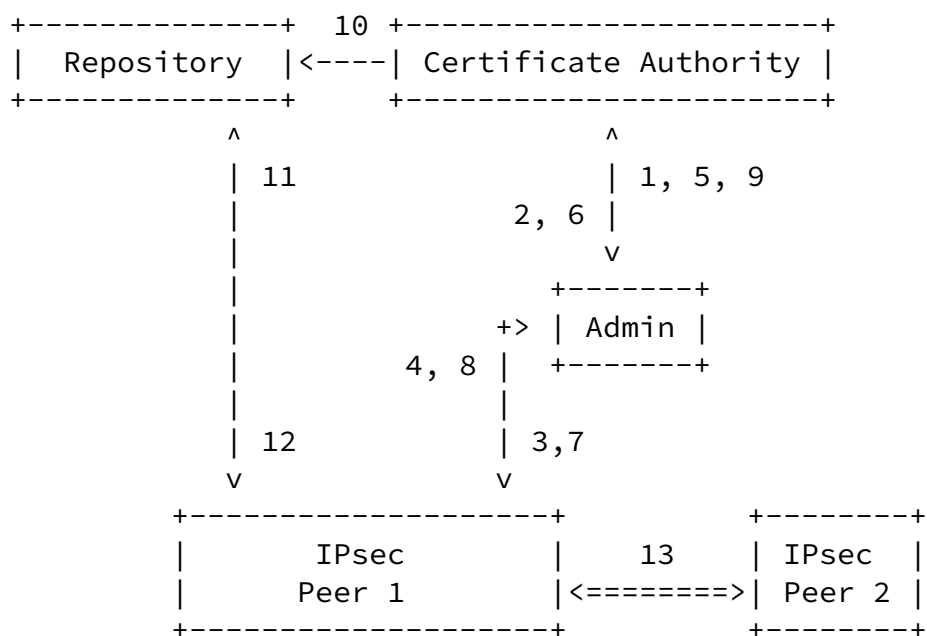 +--------------+  10 +-----------------------+
|  Repository  |<----| Certificate Authority |
+--------------+     +-----------------------+
            ^                    ^
            | 11                 | 1, 5, 9
            |               2, 6 |
            |                    v
            |                 +-------+
            |              +> | Admin |
            |         4, 8 |  +-------+
            |              |
            | 12           | 3,7
            v              v
         +--------------------+          +--------+
         |       IPsec        |    13    | IPsec  |
         |      Peer 1        |<========>| Peer 2 |
         +--------------------+          +--------+